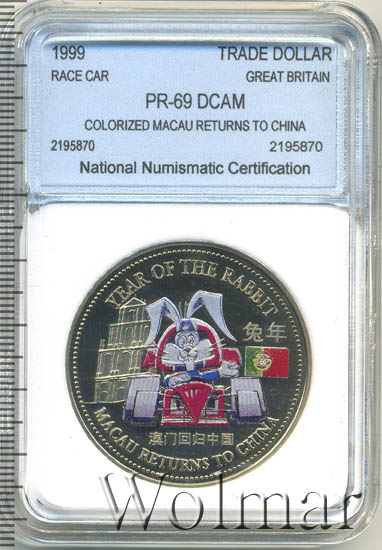 1999 TRADE DOLLAR
RACE CAR GREAT BRITAIN
PR-69 DCAM
COLORIZED MACAU RETURNS TO CHINA
2195870 2195870
National Numismatic Certification
YEAR OF THE RABBIT
兔年
澳门回归中国
MACAU RETURNS TO CHINA
Wolmar